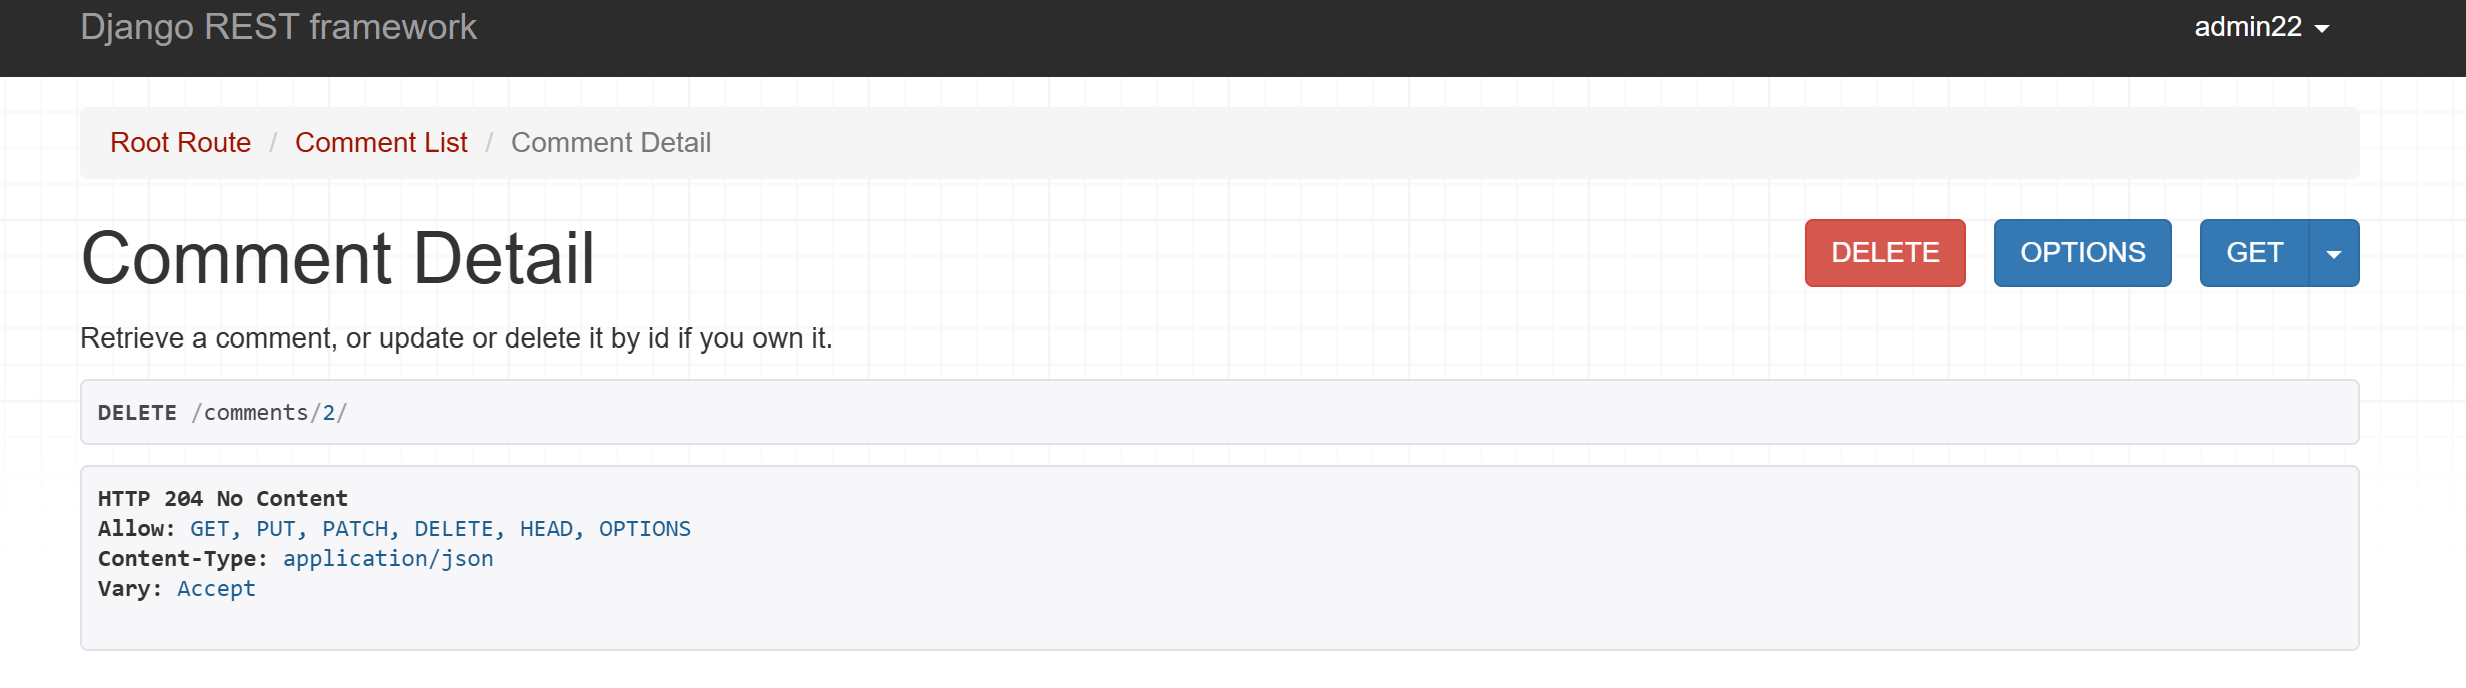 Django REST framework
admin22
Root Route / Comment List / Comment Detail
Comment Detail
DELETE
OPTIONS
GET
Retrieve a comment, or update or delete it by id if you own it.
DELETE /comments/2/
HTTP 204 No Content
Allow: GET, PUT, PATCH, DELETE, HEAD, OPTIONS
Content-Type: application/json
Vary: Accept